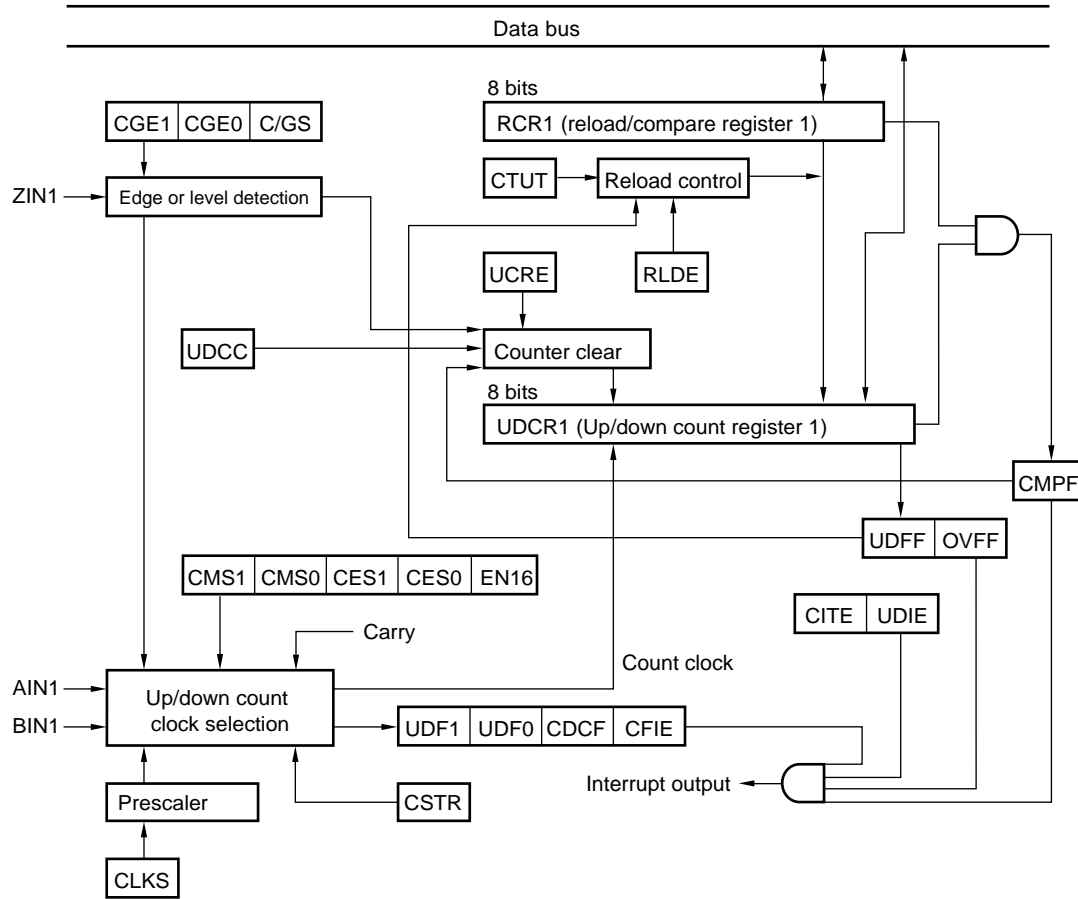 Data bus
8 bits
CGE1 CGE0 C/GS
RCR1 (reload/compare register 1)
CTUT
Reload control
ZIN1
Edge or level detection
UCRE
RLDE
UDCC
Counter clear
8 bits
UDCR1 (Up/down count register 1)
CMPF
UDFF OVFF
CMS1 CMS0 CES1 CES0 EN16
CITE UDIE
Carry
Count clock
AIN1
BIN1
Up/down count
clock selection
UDF1 UDF0 CDCF CFIE
Interrupt output
Prescaler
CSTR
CLKS